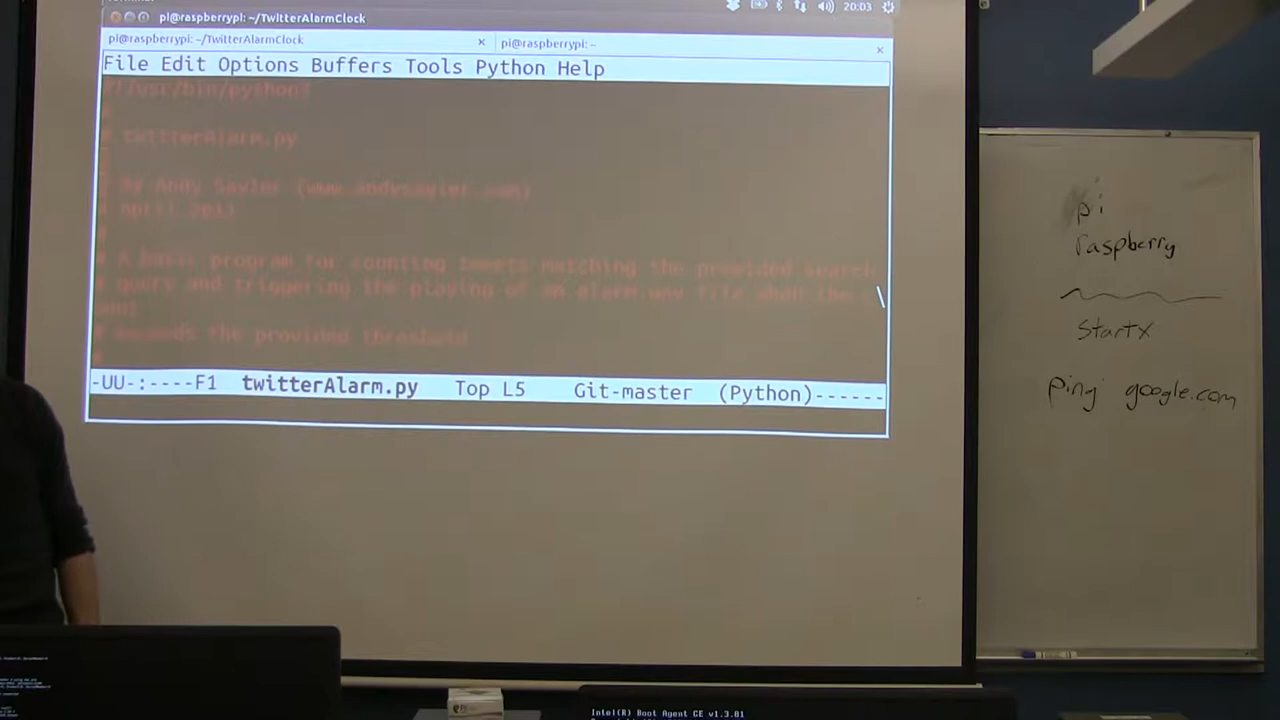 pi@raspberrypi: ~/TwitterAlarmClock
20:03
pi@raspberrypi: ~/TwitterAlarmClock × pi@raspberrypi: ~ ×
File Edit Options Buffers Tools Python Help
#!/usr/bin/python3
#
# twitterAlarm.py
#
# By Andy Sayler (www.andysayler.com)
# April 2013
#
# A basic program for counting tweets matching the provided search
# query and triggering the playing of an alarm wav file when the \
# exceeds the provided threshold
#
-UU-:----F1 twitterAlarm.py Top L5 Git-master (Python)------
pi
raspberry
startx
ping google.com
Intel(R) Boot Agent GE v1.3.81